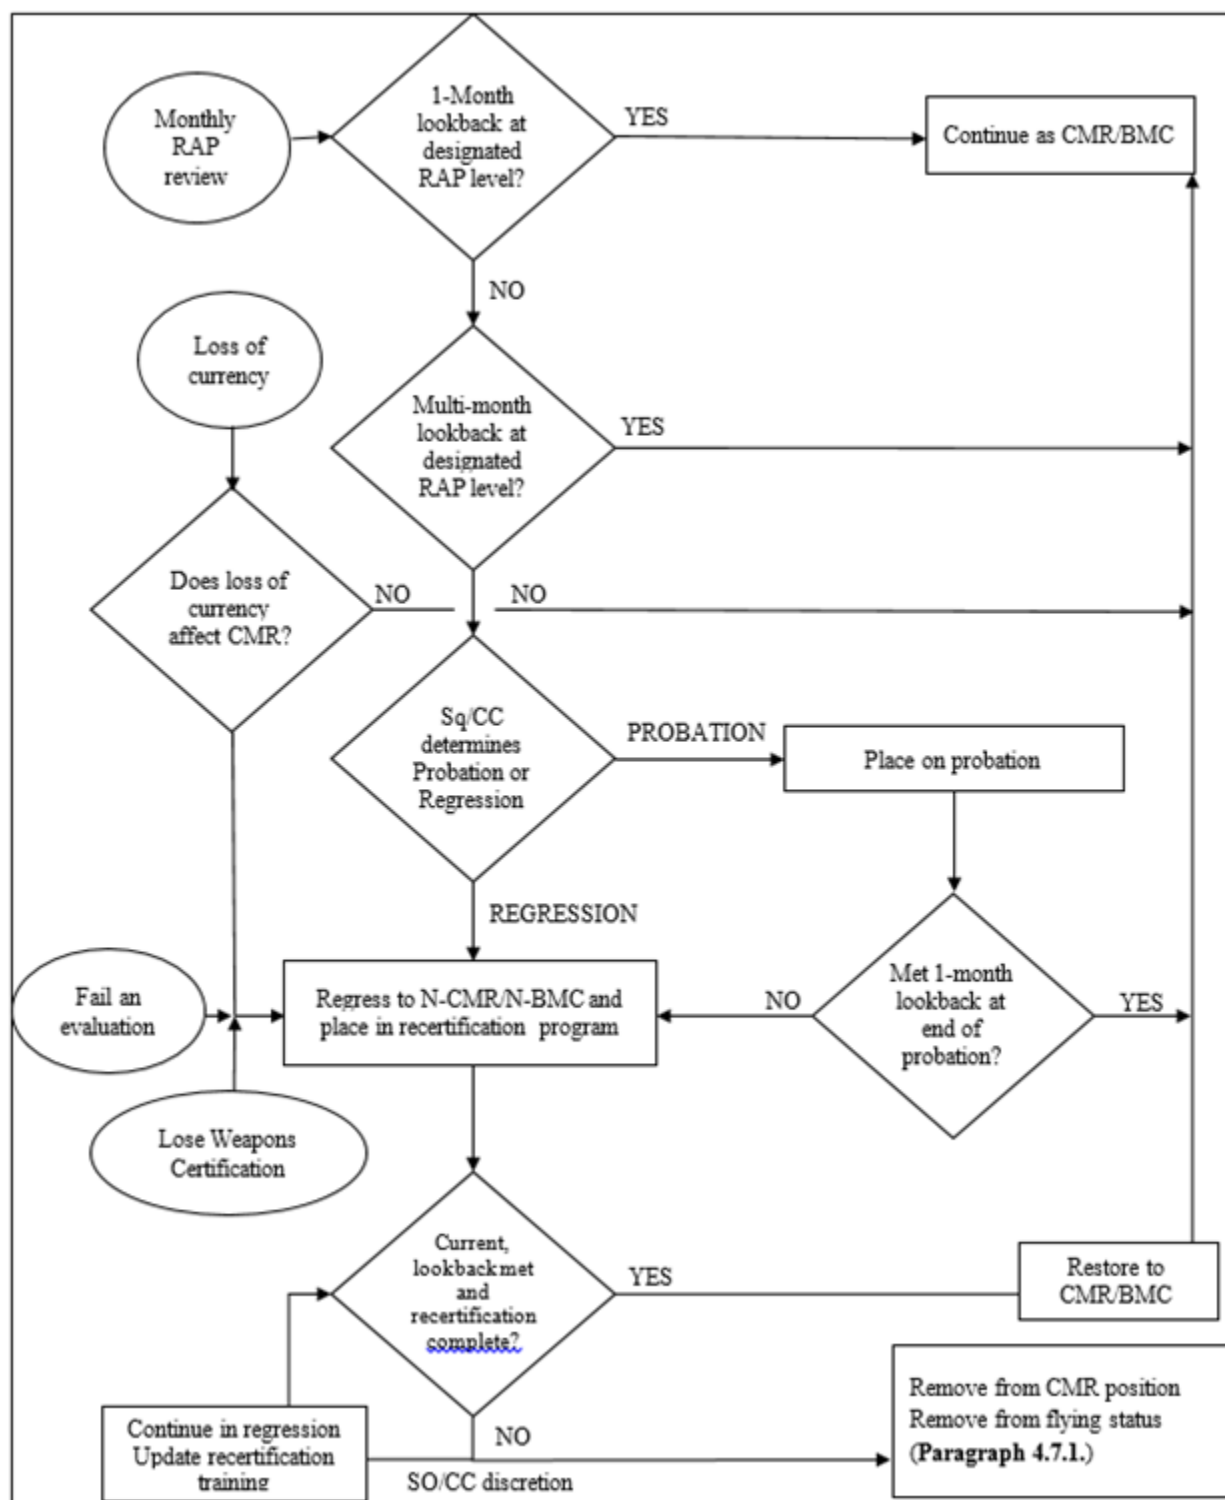 Monthly
RAP
review
1-Month
lookback at
designated
RAP level?
YES
Continue as CMR/BMC
NO
Loss of
currency
Multi-month
lookback at
designated
RAP level?
YES
Does loss of
currency
affect CMR?
NO
NO
Sq/CC
determines
Probation or
Regression
PROBATION
Place on probation
REGRESSION
Fail an
evaluation
Regress to N-CMR/N-BMC and
place in recertification program
NO
Met 1-month
lookback at
end of
probation?
YES
Lose Weapons
Certification
Current,
lookback met
and
recertification
complete?
YES
Restore to
CMR/BMC
Continue in regression
Update recertification
training
NO
SO/CC discretion
Remove from CMR position
Remove from flying status
(Paragraph 4.7.1.)